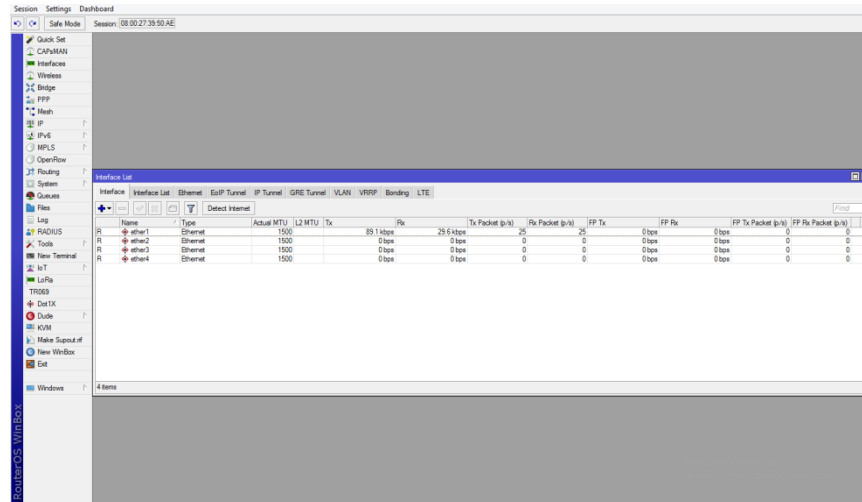 Session Settings Dashboard
Safe Mode Session: 08:00:27:39:50:AE
Quick Set
CAPsMAN
Interfaces
Wireless
Bridge
PPP
Mesh
IP
IPv6
MPLS
OpenFlow
Routing
System
Queues
Files
Log
RADIUS
Tools
New Terminal
IoT
LoRa
TR069
Dot1X
Dude
KVM
Make Supout.rif
New WinBox
Exit
Windows
RouterOS WinBox
Interface List
Interface Interface List Ethernet EoIP Tunnel IP Tunnel GRE Tunnel VLAN VRRP Bonding LTE
Detect Internet Find
Name Type Actual MTU L2 MTU Tx Rx Tx Packet (p/s) Rx Packet (p/s) FP Tx FP Rx FP Tx Packet (p/s) FP Rx Packet (p/s)
R ether1 Ethernet 1500 89.1 kbps 29.6 kbps 25 25 0 bps 0 bps 0 0
R ether2 Ethernet 1500 0 bps 0 bps 0 0 0 bps 0 bps 0 0
R ether3 Ethernet 1500 0 bps 0 bps 0 0 0 bps 0 bps 0 0
R ether4 Ethernet 1500 0 bps 0 bps 0 0 0 bps 0 bps 0 0
4 items